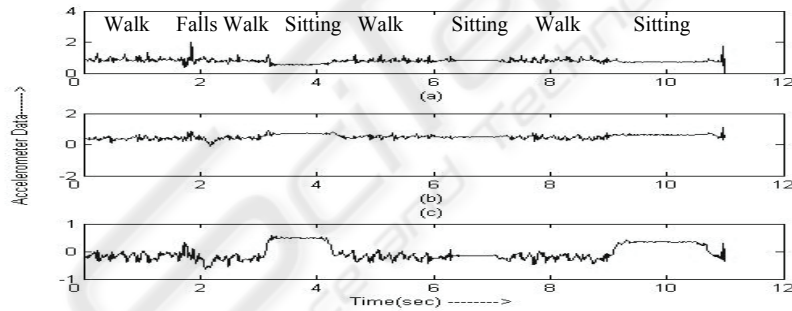 Walk Falls Walk Sitting Walk Sitting Walk Sitting
4
2
0
0 2 4 6 8 10 12
(a)
2
0
-2
0 2 4 6 8 10 12
(b)
(c)
1
0
-1
0 2 4 6 8 10 12
Time(sec) -------->
Accelerometer Data------>